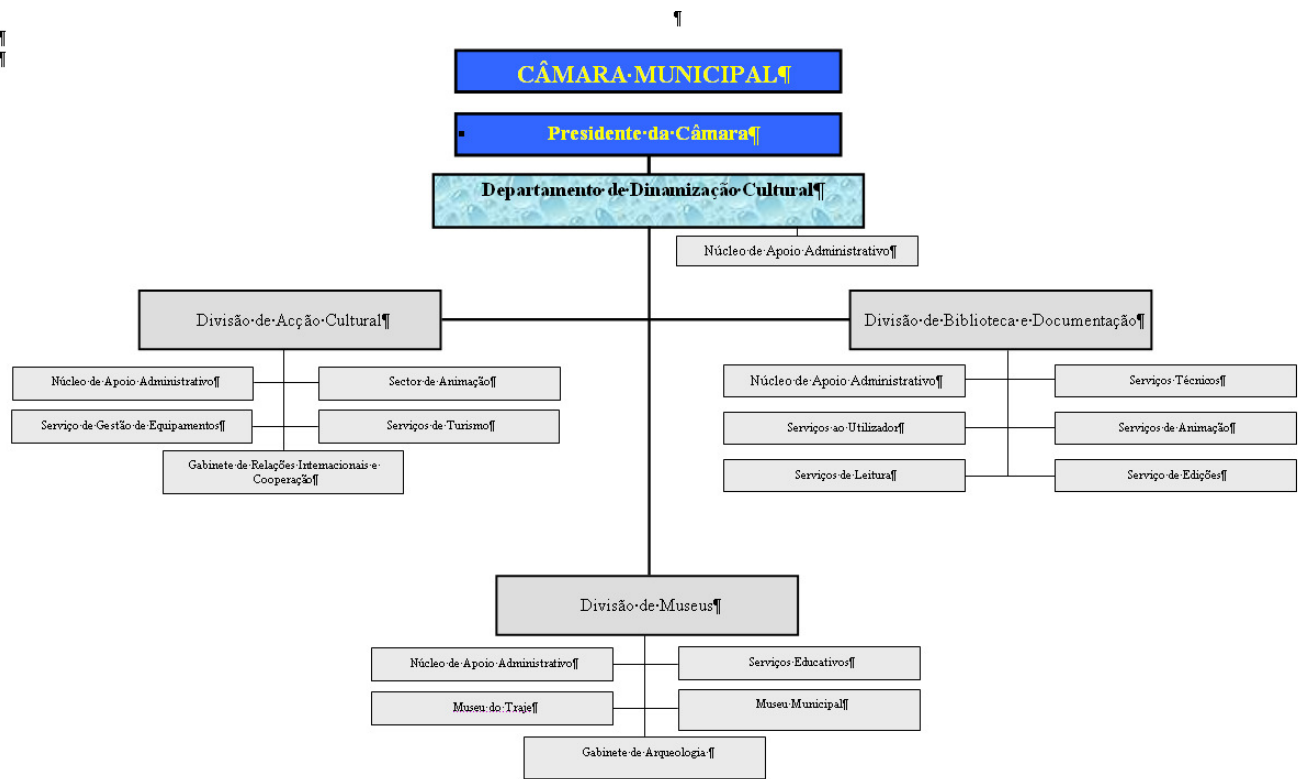 CÂMARA MUNICIPAL¶
Presidente da Câmara¶
Departamento de Dinamização Cultural¶
Núcleo de Apoio Administrativo¶
Divisão de Acção Cultural¶
Divisão de Biblioteca e Documentação¶
Núcleo de Apoio Administrativo¶
Sector de Animação¶
Serviço de Gestão de Equipamentos¶
Serviços de Turismo¶
Gabinete de Relações Internacionais e
Cooperação¶
Núcleo de Apoio Administrativo¶
Serviços Técnicos¶
Serviços ao Utilizador¶
Serviços de Animação¶
Serviços de Leitura¶
Serviço de Edições¶
Divisão de Museus¶
Núcleo de Apoio Administrativo¶
Serviços Educativos¶
Museu do Traje¶
Museu Municipal¶
Gabinete de Arqueologia ¶